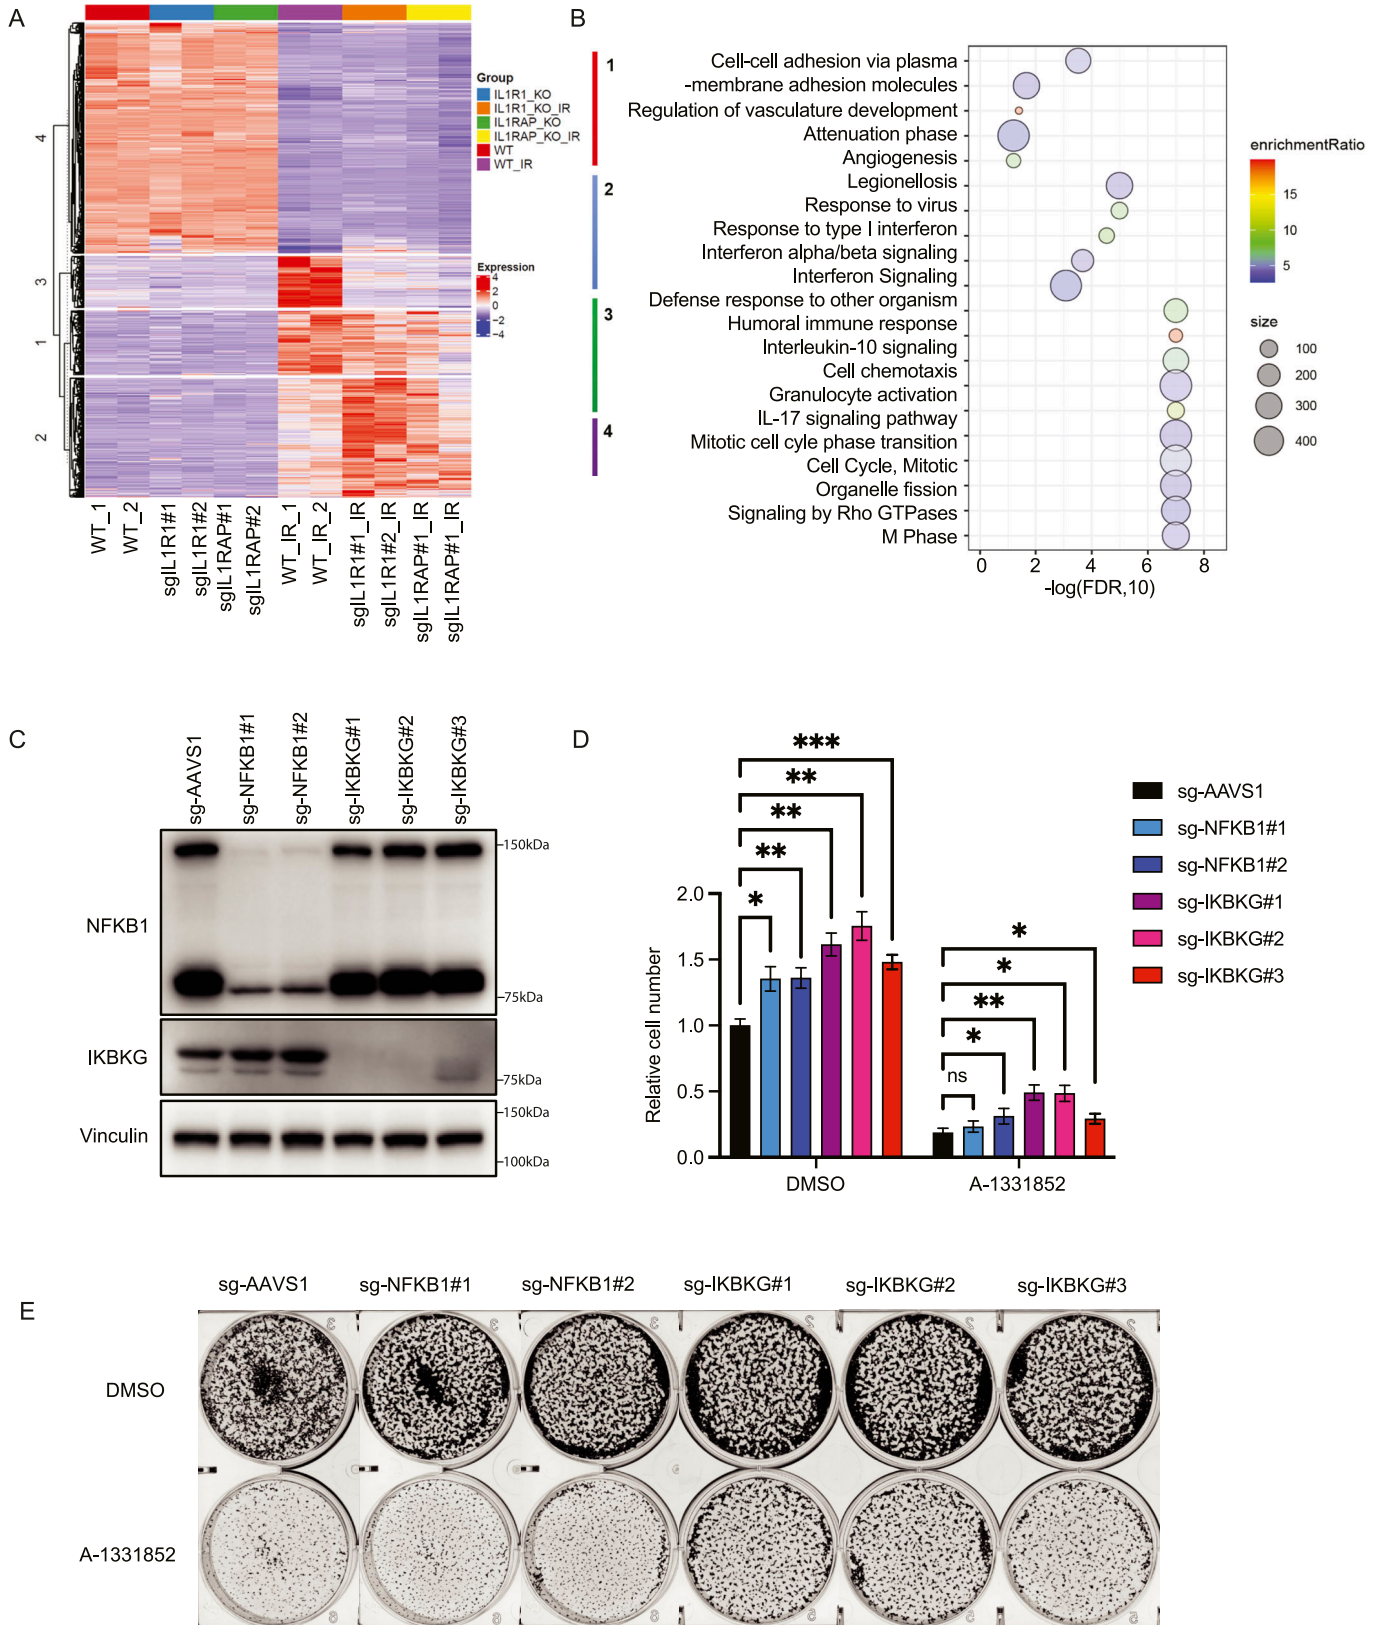 A
Group
IL1R1_KO
IL1R1_KO_IR
IL1RAP_KO
IL1RAP_KO_IR
WT
WT_IR
Expression
4
2
0
−2
−4
4
3
1
2
WT_1
WT_2
sgIL1R1#1
sgIL1R1#2
sgIL1RAP#1
sgIL1RAP#2
WT_IR_1
WT_IR_2
sgIL1R1#1_IR
sgIL1R1#2_IR
sgIL1RAP#1_IR
sgIL1RAP#1_IR
B
1
2
3
4
Cell-cell adhesion via plasma
-membrane adhesion molecules
Regulation of vasculature development
Attenuation phase
Angiogenesis
Legionellosis
Response to virus
Response to type I interferon
Interferon alpha/beta signaling
Interferon Signaling
Defense response to other organism
Humoral immune response
Interleukin-10 signaling
Cell chemotaxis
Granulocyte activation
IL-17 signaling pathway
Mitotic cell cyle phase transition
Cell Cycle, Mitotic
Organelle fission
Signaling by Rho GTPases
M Phase
0 2 4 6 8
-log(FDR,10)
enrichmentRatio
15
10
5
size
100
200
300
400
C
sg-AAVS1
sg-NFKB1#1
sg-NFKB1#2
sg-IKBKG#1
sg-IKBKG#2
sg-IKBKG#3
NFKB1
150kDa
75kDa
IKBKG
75kDa
Vinculin
150kDa
100kDa
D
Relative cell number
2.0
1.5
1.0
0.5
0.0
***
**
**
**
*
*
*
**
*
ns
DMSO
A-1331852
sg-AAVS1
sg-NFKB1#1
sg-NFKB1#2
sg-IKBKG#1
sg-IKBKG#2
sg-IKBKG#3
E
sg-AAVS1 sg-NFKB1#1 sg-NFKB1#2 sg-IKBKG#1 sg-IKBKG#2 sg-IKBKG#3
DMSO
A-1331852